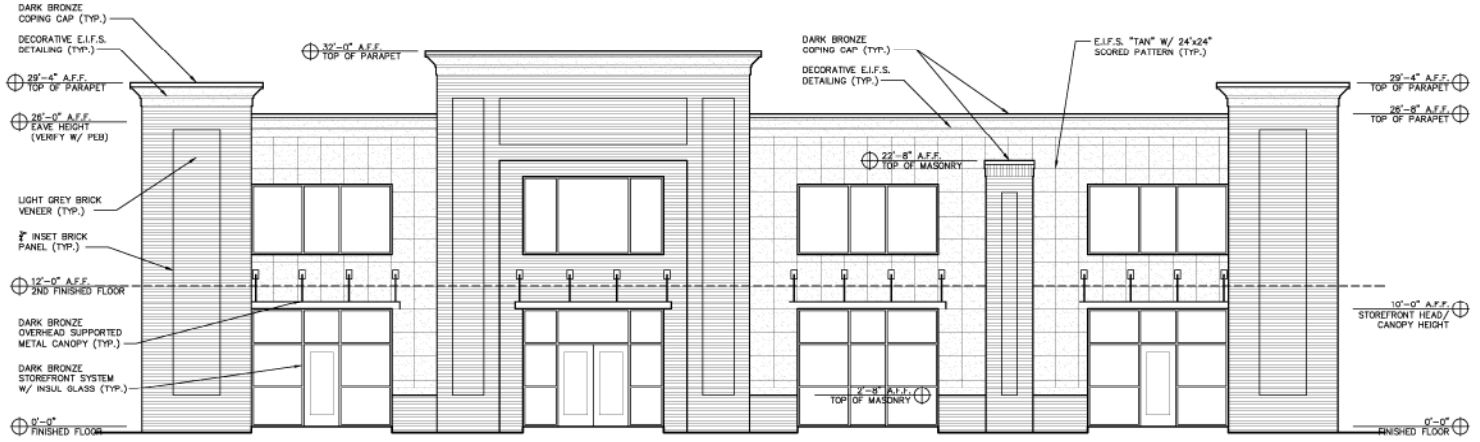 DARK BRONZE
COPING CAP (TYP.)
DECORATIVE E.I.F.S.
DETAILING (TYP.)
29'-4" A.F.F.
TOP OF PARAPET
26'-0" A.F.F.
EAVE HEIGHT
(VERIFY W/ PEB)
LIGHT GREY BRICK
VENEER (TYP.)
INSET BRICK
PANEL (TYP.)
12'-0" A.F.F.
2ND FINISHED FLOOR
DARK BRONZE
OVERHEAD SUPPORTED
METAL CANOPY (TYP.)
DARK BRONZE
STOREFRONT SYSTEM
W/ INSUL GLASS (TYP.)
0'-0"
FINISHED FLOOR
32'-0" A.F.F.
TOP OF PARAPET
DARK BRONZE
COPING CAP (TYP.)
DECORATIVE E.I.F.S.
DETAILING (TYP.)
22'-8" A.F.F.
TOP OF MASONRY
2'-8" A.F.F.
TOP OF MASONRY
E.I.F.S. "TAN" W/ 24"x24"
SCORED PATTERN (TYP.)
29'-4" A.F.F.
TOP OF PARAPET
26'-8" A.F.F.
TOP OF PARAPET
10'-0" A.F.F.
STOREFRONT HEAD/
CANOPY HEIGHT
0'-0"
FINISHED FLOOR